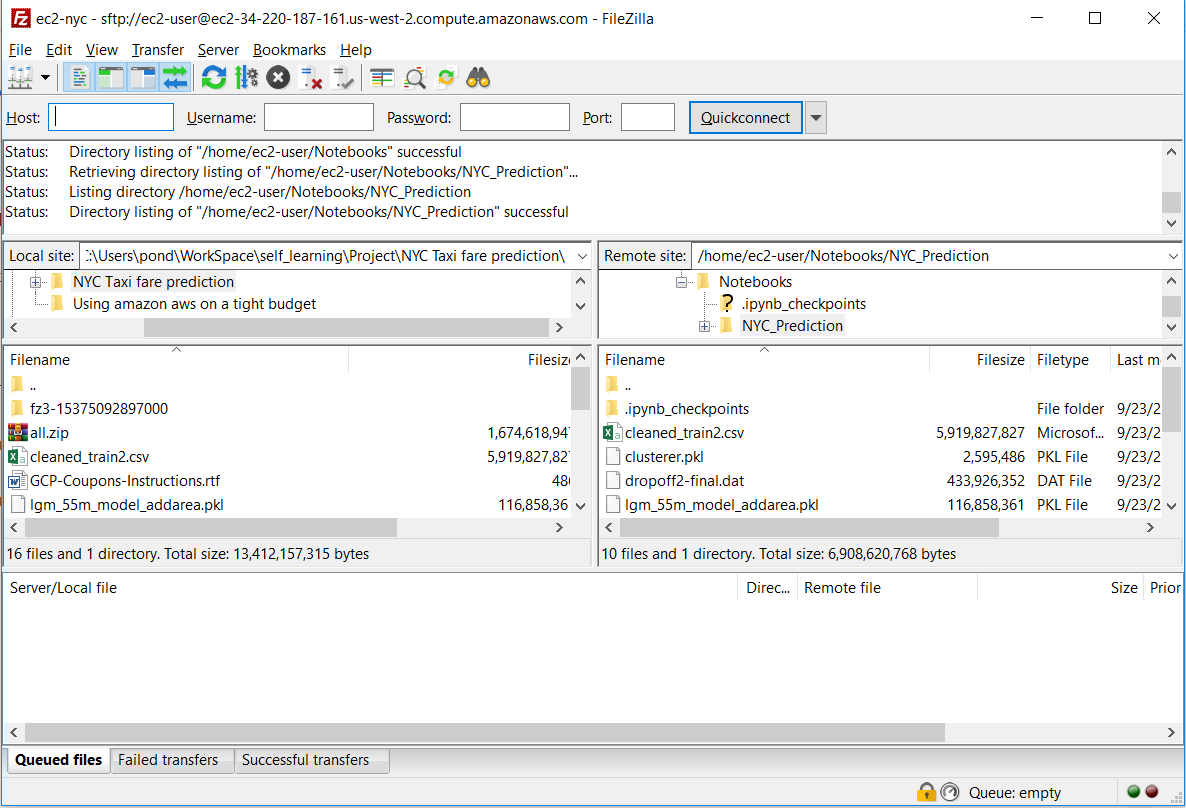 ec2-nyc - sftp://ec2-user@ec2-34-220-187-161.us-west-2.compute.amazonaws.com - FileZilla
File Edit View Transfer Server Bookmarks Help
Host: Username: Password: Port: Quickconnect
Status: Directory listing of "/home/ec2-user/Notebooks" successful
Status: Retrieving directory listing of "/home/ec2-user/Notebooks/NYC_Prediction"...
Status: Listing directory /home/ec2-user/Notebooks/NYC_Prediction
Status: Directory listing of "/home/ec2-user/Notebooks/NYC_Prediction" successful
Local site: :\Users\pond\WorkSpace\self_learning\Project\NYC Taxi fare prediction\
NYC Taxi fare prediction
Using amazon aws on a tight budget
Remote site: /home/ec2-user/Notebooks/NYC_Prediction
Notebooks
.ipynb_checkpoints
NYC_Prediction
Filename Filesize
..
fz3-15375092897000
all.zip 1,674,618,947
cleaned_train2.csv 5,919,827,827
GCP-Coupons-Instructions.rtf 486
lgm_55m_model_addarea.pkl 116,858,36
16 files and 1 directory. Total size: 13,412,157,315 bytes
Filename Filesize Filetype Last m
..
.ipynb_checkpoints File folder 9/23/2
cleaned_train2.csv 5,919,827,827 Microsof... 9/23/2
clusterer.pkl 2,595,486 PKL File 9/23/2
dropoff2-final.dat 433,926,352 DAT File 9/23/2
lgm_55m_model_addarea.pkl 116,858,361 PKL File 9/23/2
10 files and 1 directory. Total size: 6,908,620,768 bytes
Server/Local file Direc... Remote file Size Prior
Queued files Failed transfers Successful transfers
Queue: empty